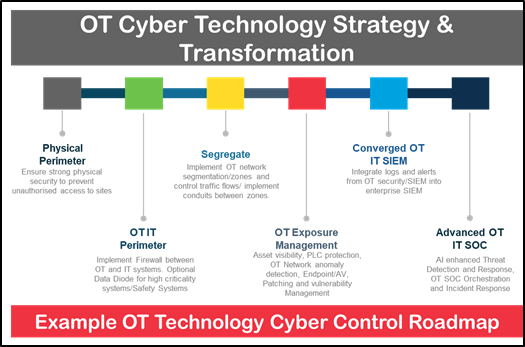 OT Cyber Technology Strategy &
Transformation
Physical
Perimeter
Ensure strong physical
security to prevent
unauthorised access to sites
OT IT
Perimeter
Implement Firewall between
OT and IT systems. Optional
Data Diode for high criticality
systems/Safety Systems
Segregate
Implement OT network
segmentation/zones and
control traffic flows/ implement
conduits between zones.
OT Exposure
Management
Asset visibility, PLC protection,
OT Network anomaly
detection, Endpoint/AV,
Patching and vulnerability
Management
Converged OT
IT SIEM
Integrate logs and alerts
from OT security/SIEM into
enterprise SIEM
Advanced OT
IT SOC
AI enhanced Threat
Detection and Response,
OT SOC Orchestration
and Incident Response
Example OT Technology Cyber Control Roadmap